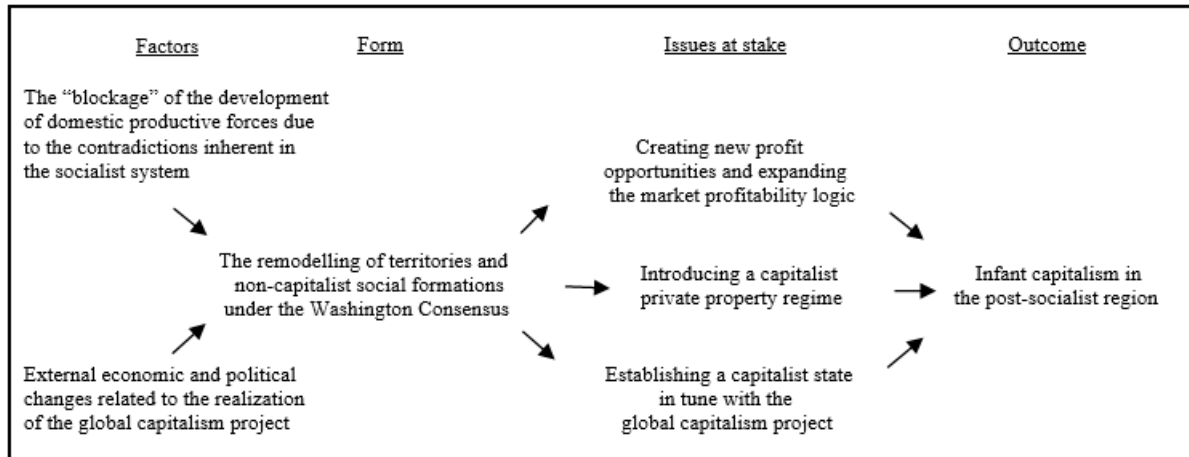 Factors
Form
Issues at stake
Outcome
The “blockage” of the development
of domestic productive forces due
to the contradictions inherent in
the socialist system
External economic and political
changes related to the realization
of the global capitalism project
The remodelling of territories and
non-capitalist social formations
under the Washington Consensus
Creating new profit
opportunities and expanding
the market profitability logic
Introducing a capitalist
private property regime
Establishing a capitalist state
in tune with the
global capitalism project
Infant capitalism in
the post-socialist region